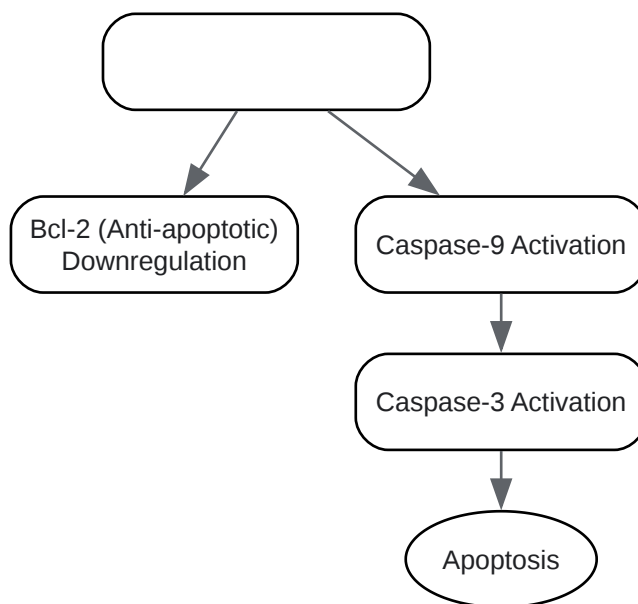 Bcl-2 (Anti-apoptotic)
Downregulation
Caspase-9 Activation
Caspase-3 Activation
Apoptosis